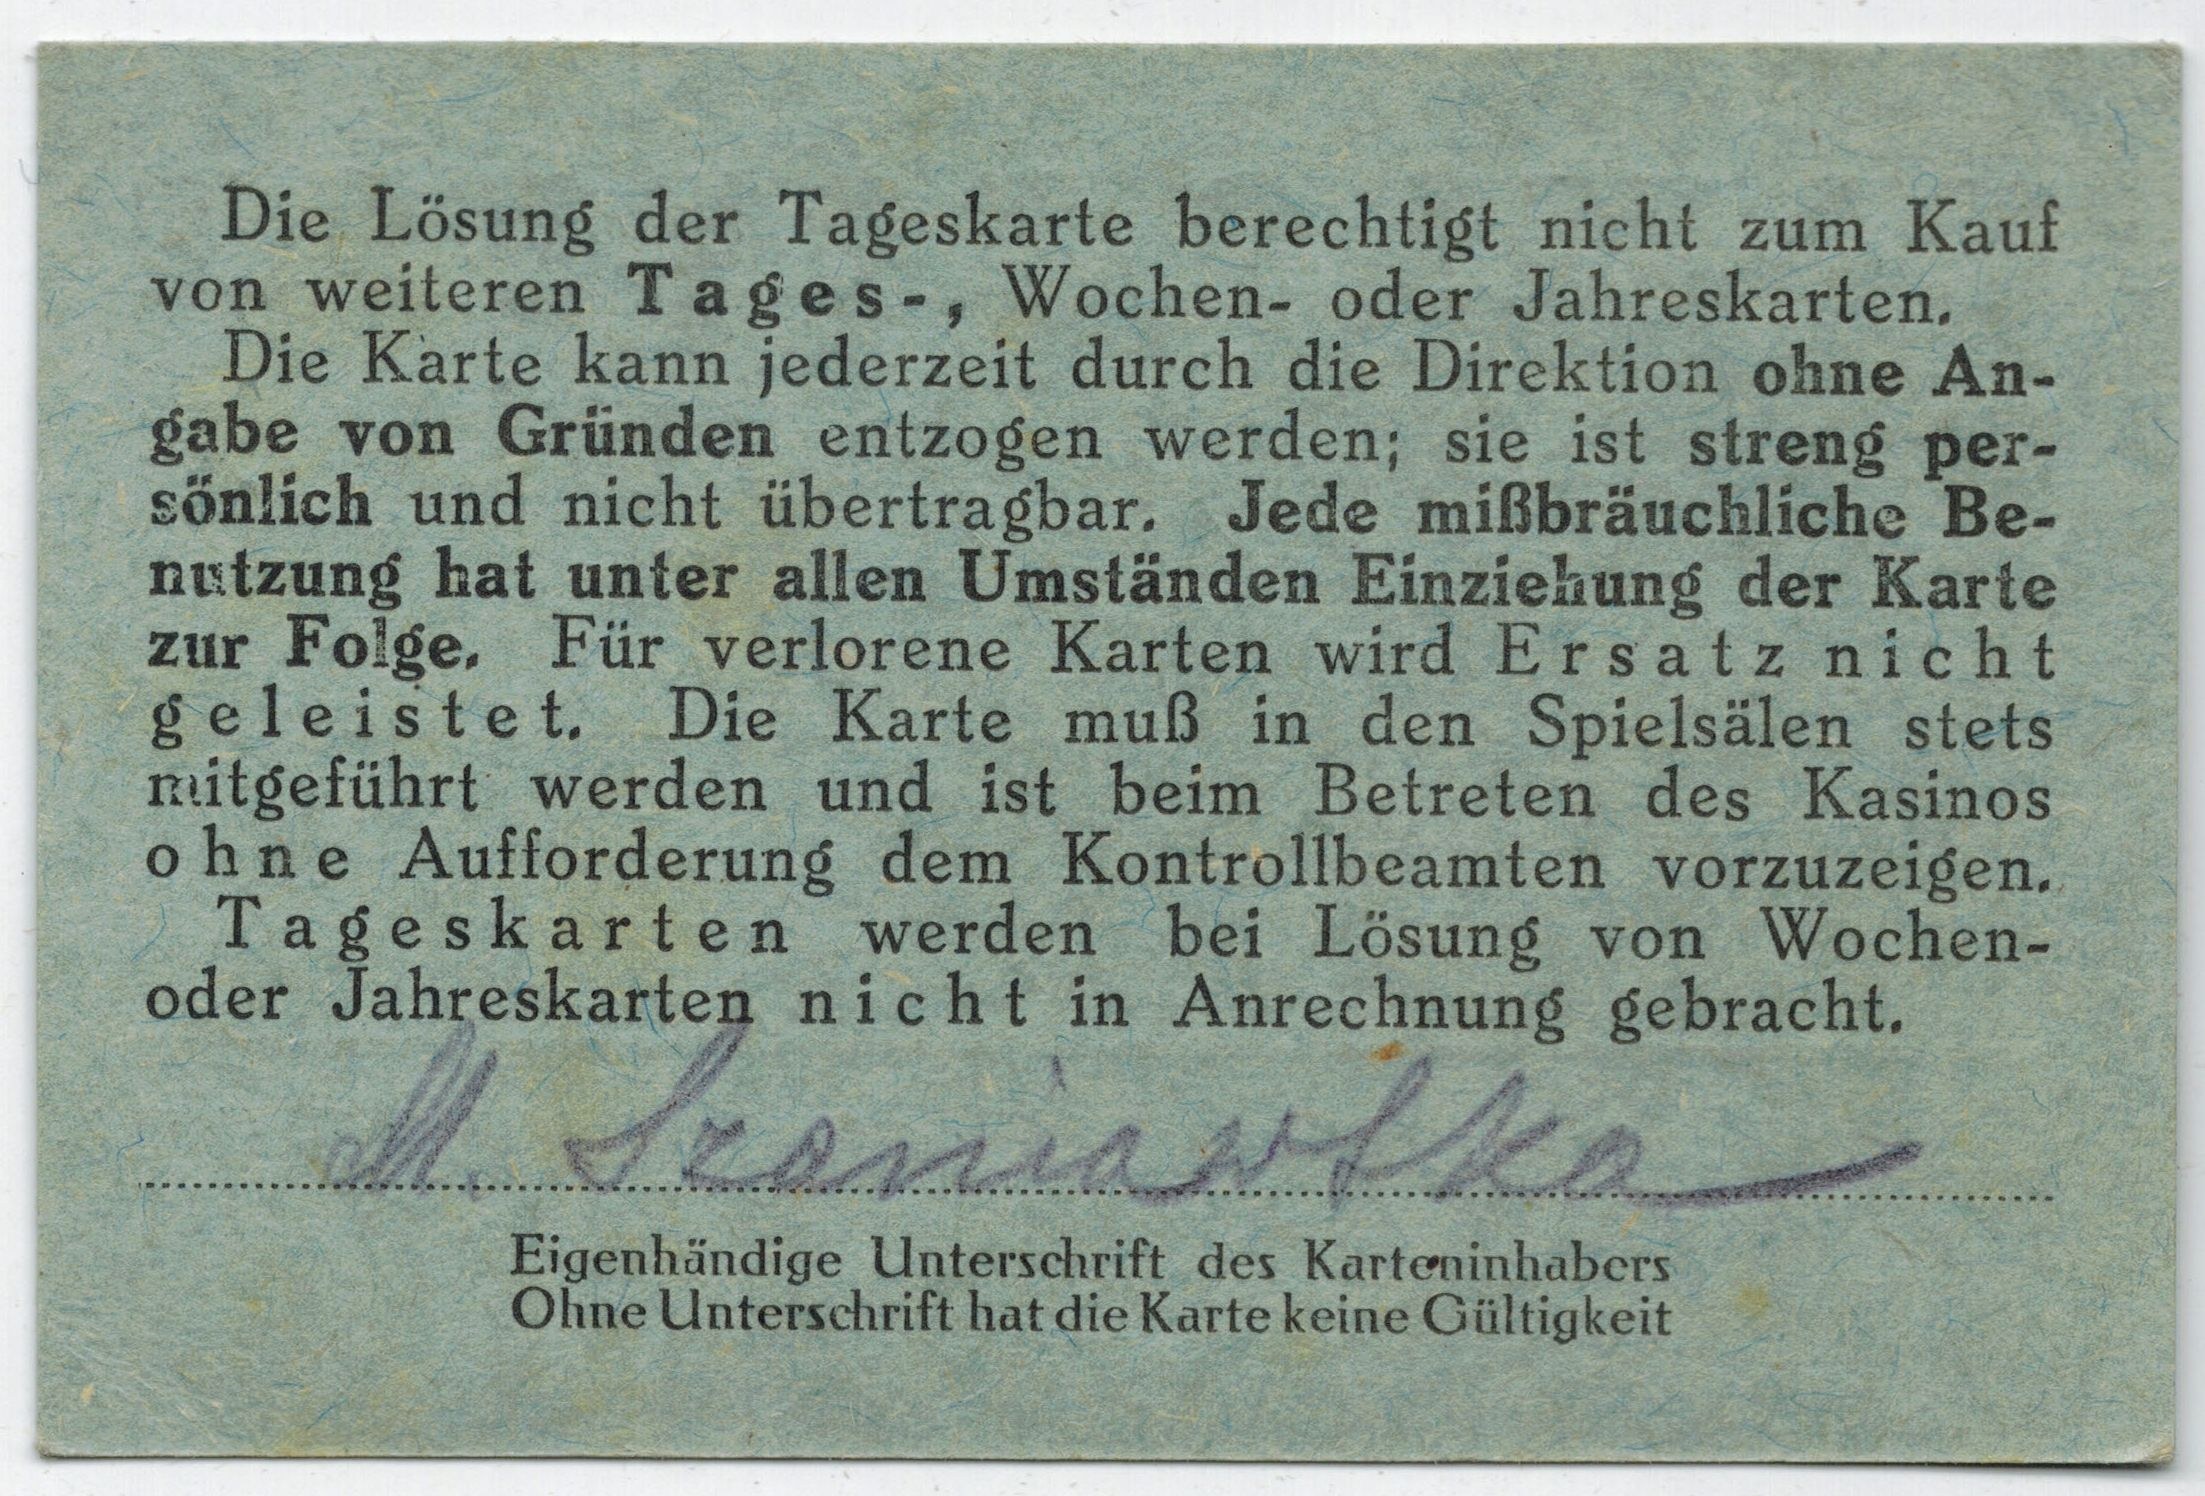 Die Lösung der Tageskarte berechtigt nicht zum Kauf
von weiteren Tages-, Wochen- oder Jahreskarten.
Die Karte kann jederzeit durch die Direktion ohne An-
gabe von Gründen entzogen werden; sie ist streng per-
sönlich und nicht übertragbar. Jede mißbräuchliche Be-
nutzung hat unter allen Umständen Einziehung der Karte
zur Folge. Für verlorene Karten wird Ersatz nicht
geleistet. Die Karte muß in den Spielsälen stets
mitgeführt werden und ist beim Betreten des Kasinos
ohne Aufforderung dem Kontrollbeamten vorzuzeigen.
Tageskarten werden bei Lösung von Wochen-
oder Jahreskarten nicht in Anrechnung gebracht.
M. Szaniawska
Eigenhändige Unterschrift des Karteninhabers
Ohne Unterschrift hat die Karte keine Gültigkeit